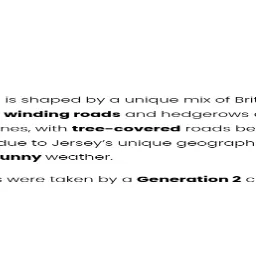 is shaped by a unique mix of Brit
winding roads and hedgerows
nes, with tree-covered roads be
due to Jersey's unique geograph
unny weather.
s were taken by a Generation 2 c